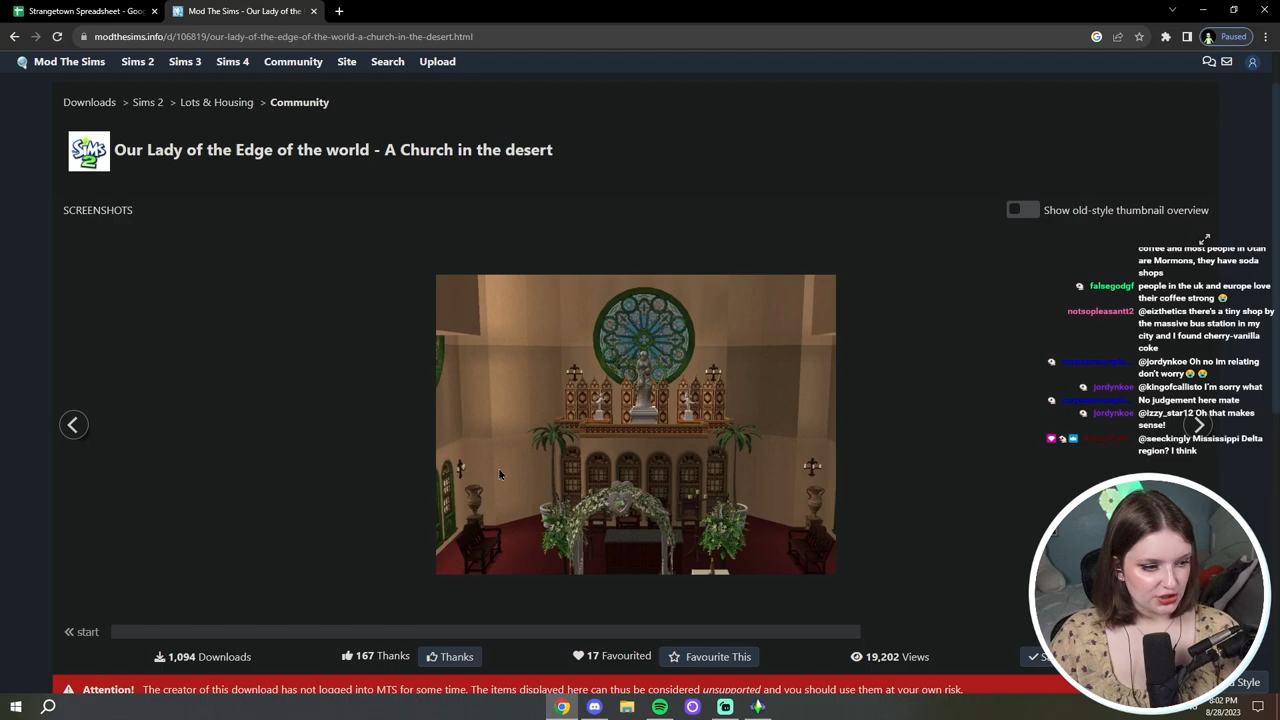 Strangetown Spreadsheet - Goo
Mod The Sims - Our Lady of the
modthesims.info/d/106819/our-lady-of-the-edge-of-the-world-a-church-in-the-desert.html
Paused
Mod The Sims Sims 2 Sims 3 Sims 4 Community Site Search Upload
Downloads > Sims 2 > Lots & Housing > Community
SiMS 2
Our Lady of the Edge of the world - A Church in the desert
SCREENSHOTS
Show old-style thumbnail overview
coffee and most people in Utah
are Mormons, they have soda
shops
falsegodgf people in the uk and europe love
their coffee strong 😭
notsopleasantt2 @eizthetics there's a tiny shop by
the massive bus station in my
city and I found cherry-vanilla
coke
@jordynkoe Oh no im relating
don't worry😭 😭
jordynkoe @kingofcallisto I'm sorry what
No judgement here mate
jordynkoe @Izzy_star12 Oh that makes
sense!
@seeckingly Mississippi Delta
region? I think
« start
1,094 Downloads 167 Thanks Thanks 17 Favourited Favourite This 19,202 Views
Attention! The creator of this download has not logged into MTS for some time. The items displayed here can thus be considered unsupported and you should use them at your own risk.
Style
8:02 PM
8/28/2023